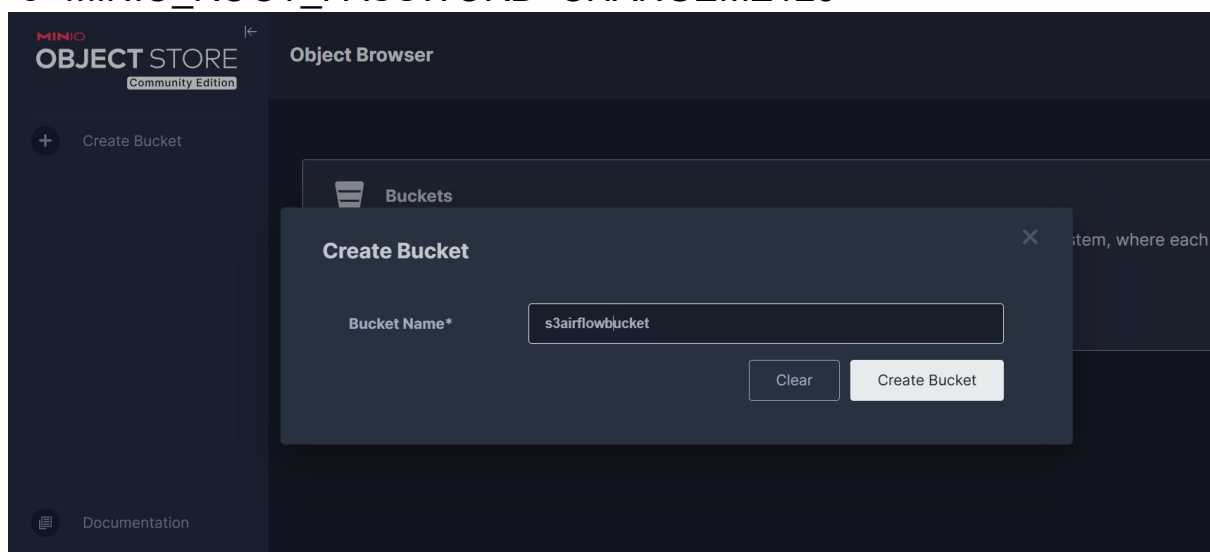 MINIO
OBJECT STORE
Community Edition
Object Browser
Create Bucket
Buckets
Create Bucket
stem, where each
Bucket Name*
s3airflowbucket
Clear
Create Bucket
Documentation